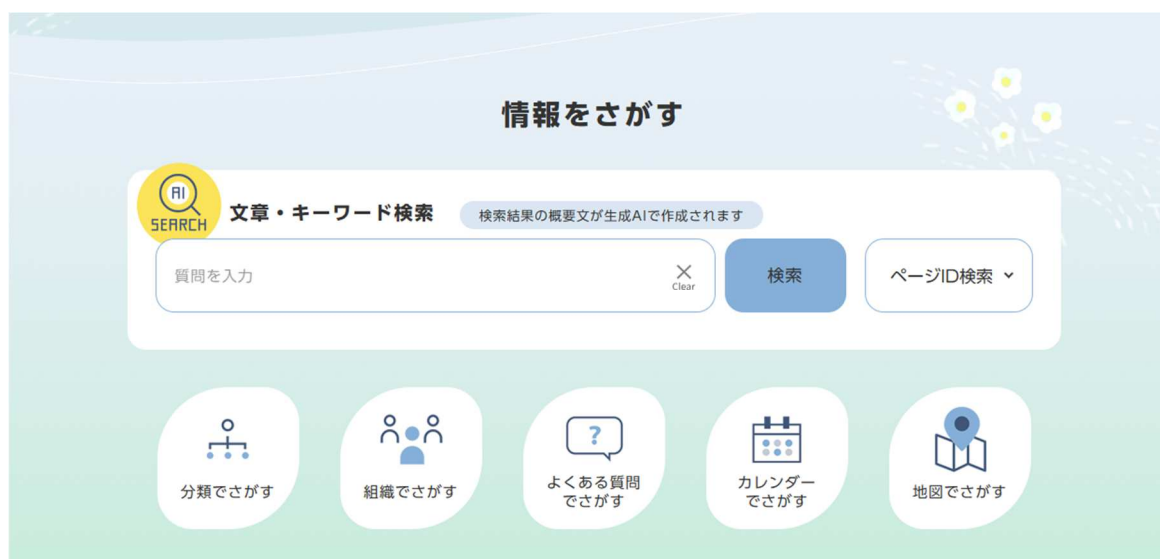 情報をさがす
AI
SEARCH
文章・キーワード検索
検索結果の概要文が生成AIで作成されます
質問を入力
Clear
検索
ページID検索
分類でさがす
組織でさがす
?
よくある質問
でさがす
カレンダー
でさがす
地図でさがす